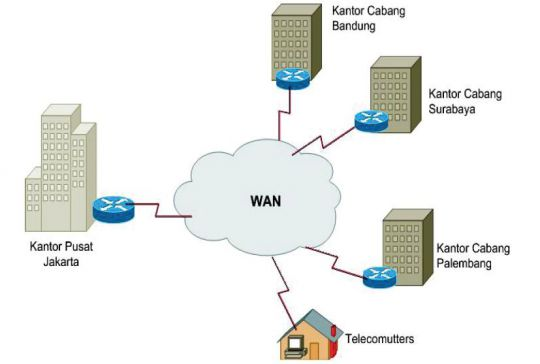 Kantor Cabang
Bandung
Kantor Cabang
Surabaya
WAN
Kantor Pusat
Jakarta
Kantor Cabang
Palembang
Telecomutters